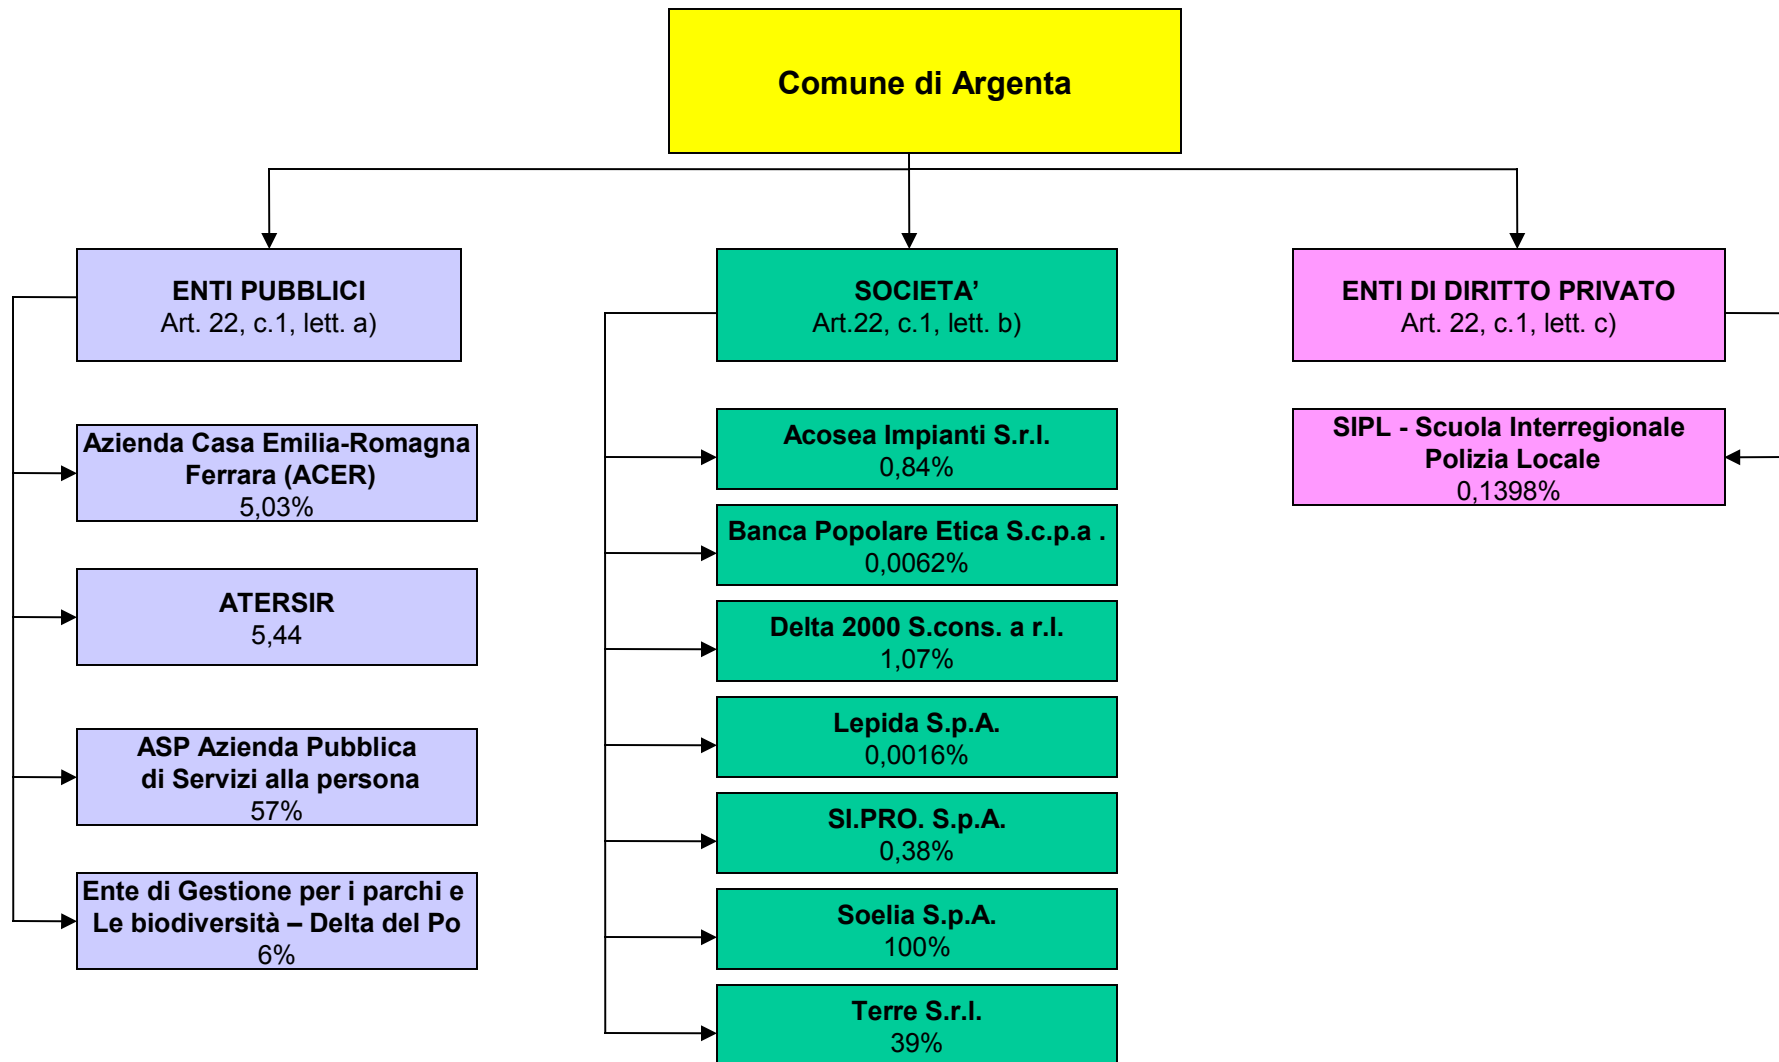 Comune di Argenta
ENTI PUBBLICI
Art. 22, c.1, lett. a)
Azienda Casa Emilia-Romagna
Ferrara (ACER)
5,03%
ATERSIR
5,44
ASP Azienda Pubblica
di Servizi alla persona
57%
Ente di Gestione per i parchi e
Le biodiversità – Delta del Po
6%
SOCIETA’
Art.22, c.1, lett. b)
Acosea Impianti S.r.l.
0,84%
Banca Popolare Etica S.c.p.a .
0,0062%
Delta 2000 S.cons. a r.l.
1,07%
Lepida S.p.A.
0,0016%
SI.PRO. S.p.A.
0,38%
Soelia S.p.A.
100%
Terre S.r.l.
39%
ENTI DI DIRITTO PRIVATO
Art. 22, c.1, lett. c)
SIPL - Scuola Interregionale
Polizia Locale
0,1398%